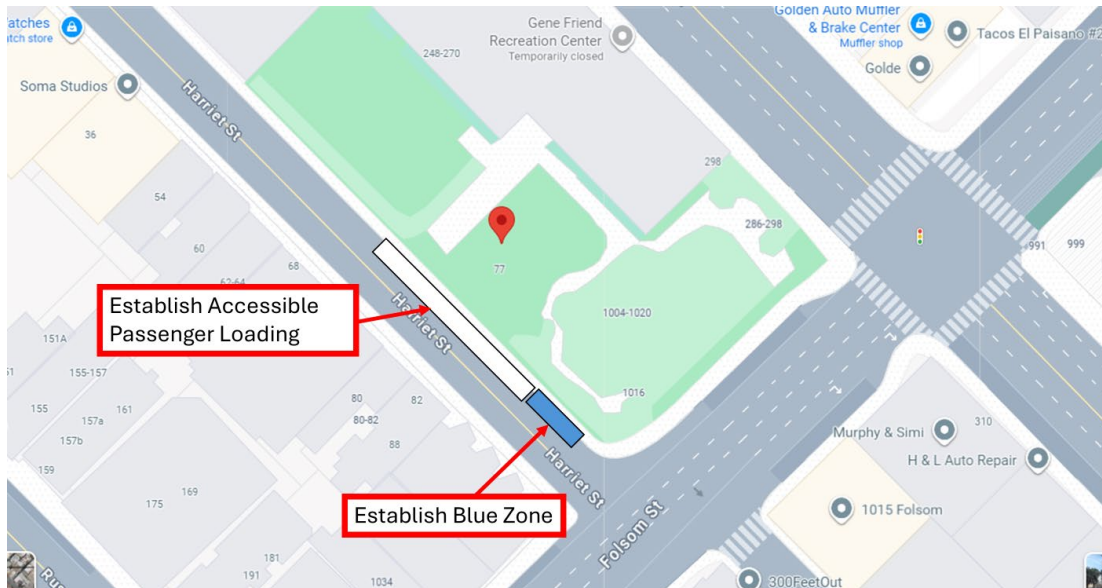 atches
atch store
Soma Studios
36
54
60
62-64
68
Harriet St
248-270
Gene Friend
Recreation Center
Temporarily closed
Golden Auto Muffler
& Brake Center
Muffler shop
Tacos El Paisano #2
Golde
298
286-298
991
999
77
1004-1020
1016
Establish Accessible
Passenger Loading
Harriet St
151A
51
155-157
155
157a
161
157b
159
175
169
80
82
80-82
88
Harriet St
Establish Blue Zone
Folsom St
Murphy & Simi
310
H & L Auto Repair
1015 Folsom
300FeetOut
181
191
1034
Rus